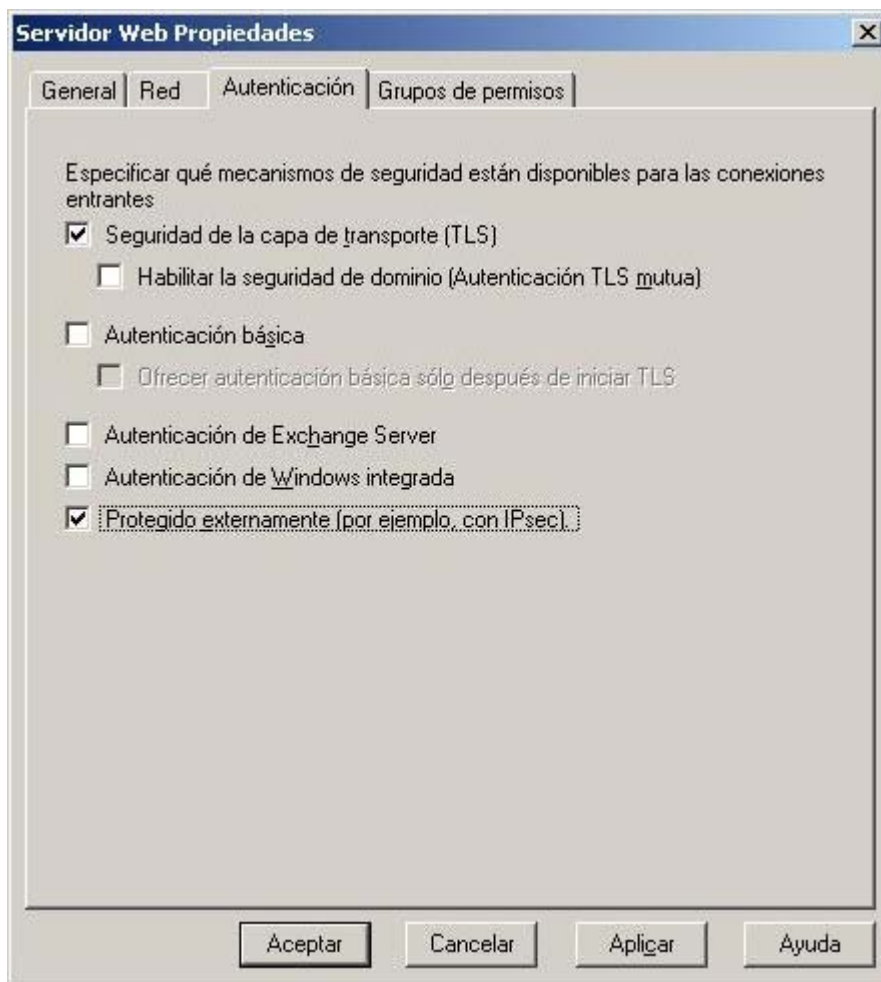 Servidor Web Propiedades
General Red Autenticación Grupos de permisos
Especificar qué mecanismos de seguridad están disponibles para las conexiones
entrantes
Seguridad de la capa de transporte (TLS)
Habilitar la seguridad de dominio (Autenticación TLS mutua)
Autenticación básica
Ofrecer autenticación básica sólo después de iniciar TLS
Autenticación de Exchange Server
Autenticación de Windows integrada
Protegido externamente (por ejemplo, con IPsec).
Aceptar Cancelar Aplicar Ayuda